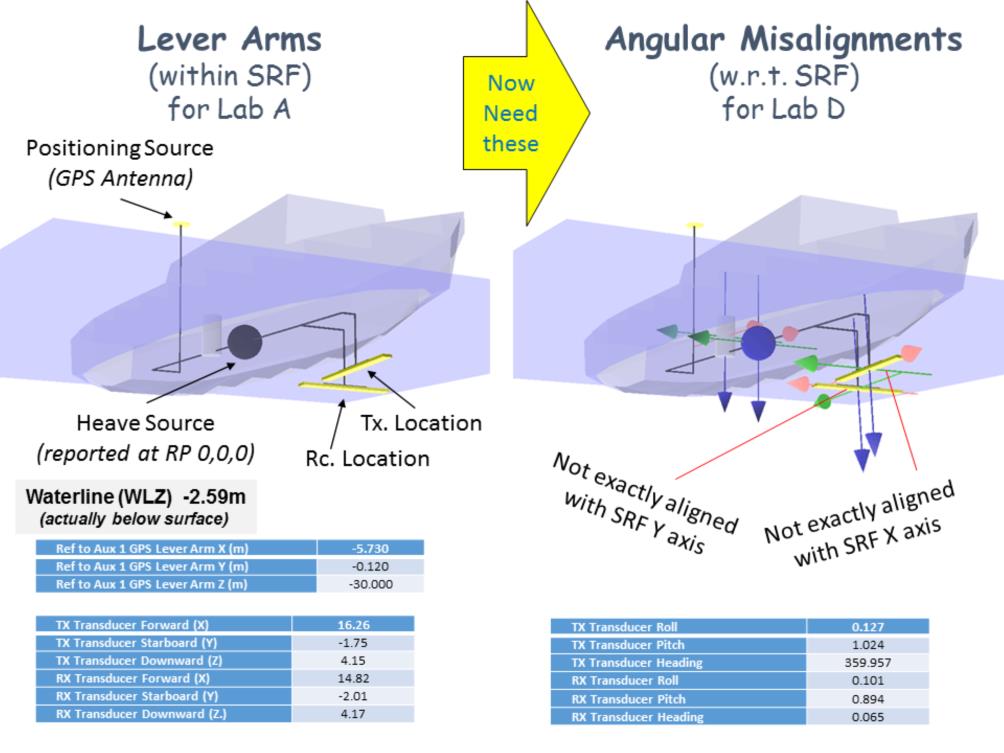 Lever Arms
(within SRF)
for Lab A
Now
Need
these
Angular Misalignments
(w.r.t. SRF)
for Lab D
Positioning Source
(GPS Antenna)
Heave Source
(reported at RP 0,0,0)
Tx. Location
Rc. Location
Waterline (WLZ) -2.59m
(actually below surface)
Ref to Aux 1 GPS Lever Arm X (m) -5.730
Ref to Aux 1 GPS Lever Arm Y (m) -0.120
Ref to Aux 1 GPS Lever Arm Z (m) -30.000
TX Transducer Forward (X) 16.26
TX Transducer Starboard (Y) -1.75
TX Transducer Downward (Z) 4.15
RX Transducer Forward (X) 14.82
RX Transducer Starboard (Y) -2.01
RX Transducer Downward (Z.) 4.17
Not exactly aligned
with SRF Y axis
Not exactly aligned
with SRF X axis
TX Transducer Roll 0.127
TX Transducer Pitch 1.024
TX Transducer Heading 359.957
RX Transducer Roll 0.101
RX Transducer Pitch 0.894
RX Transducer Heading 0.065